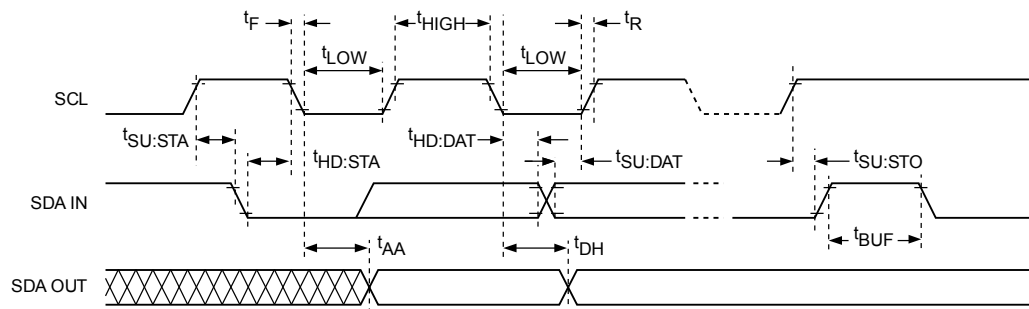 tF
tHIGH
tR
tLOW
tLOW
SCL
tSU:STA
tHD:STA
tHD:DAT
tSU:DAT
tSU:STO
SDA IN
tBUF
tAA
tDH
SDA OUT